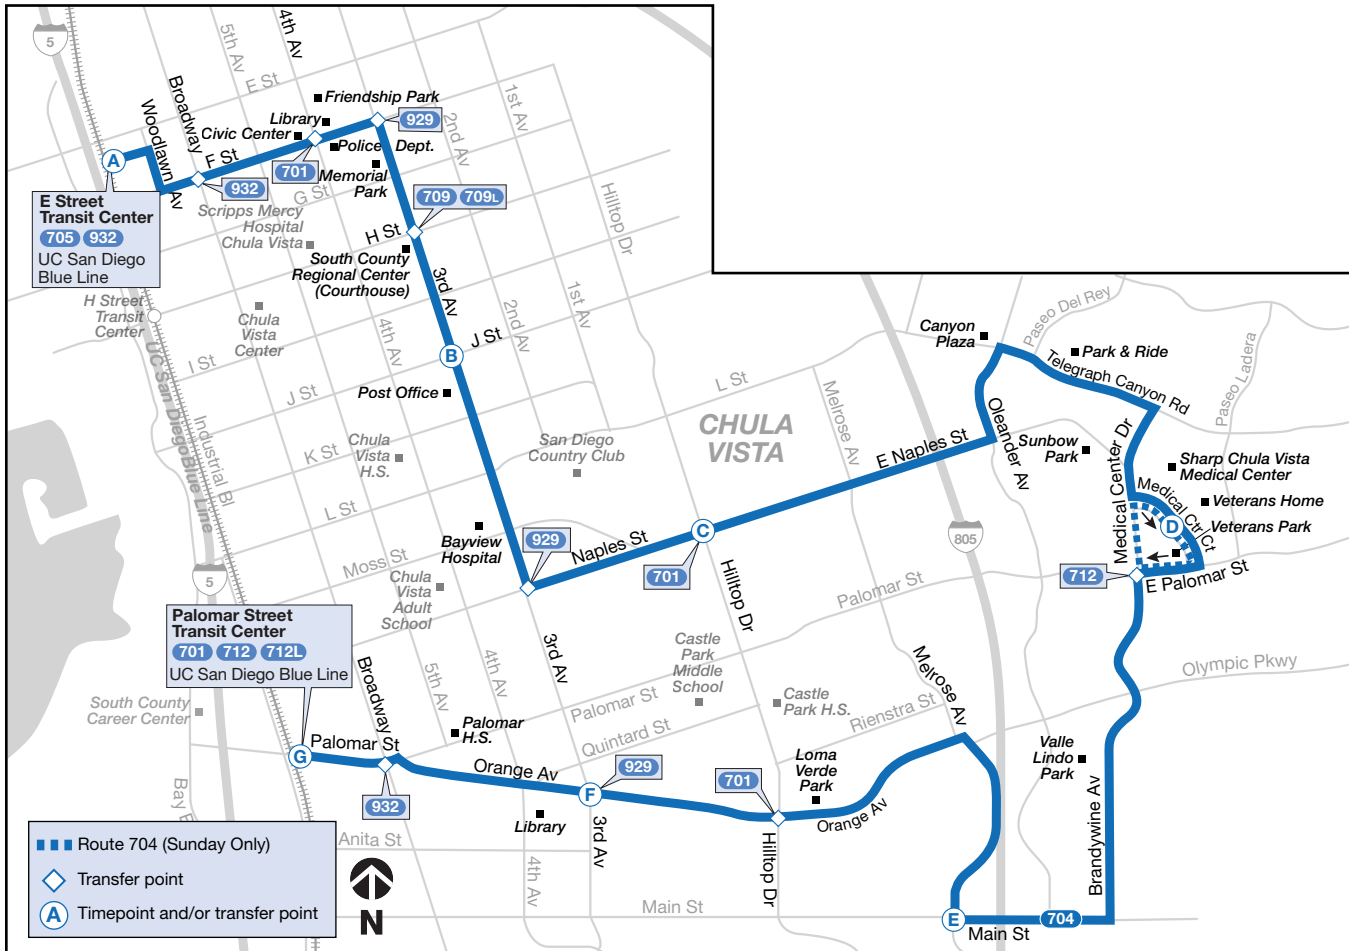 5
5th Av
4th Av
E St
Broadway
Woodlawn Av
F St
Friendship Park
Library
Civic Center
Police Dept.
Memorial
Park
929
701
932
2nd Av
1st Av
A
E Street
Transit Center
705 932
UC San Diego
Blue Line
G St
Scripps Mercy
Hospital
Chula Vista
709 709L
H St
South County
Regional Center
(Courthouse)
3rd Av
Hilltop Dr
H Street
Transit
Center
UC San Diego Blue Line
Chula
Vista
Center
4th Av
2nd Av
1st Av
I St
J St
B
J St
Post Office
Industrial Bl
K St
Chula
Vista
H.S.
San Diego
Country Club
L St
L St
CHULA
VISTA
Melrose Av
Canyon
Plaza
Paseo Del Rey
Park & Ride
Telegraph Canyon Rd
Paseo Ladera
Oleander Av
E Naples St
Sunbow
Park
Medical Center Dr
Sharp Chula Vista
Medical Center
Veterans Home
Medical Ctr Ct
D
Veterans Park
712
E Palomar St
805
Bayview
Hospital
929
Naples St
C
701
Moss St
Chula
Vista
Adult
School
5
Hilltop Dr
Palomar St
Palomar Street
Transit Center
701 712 712L
UC San Diego Blue Line
Broadway
5th Av
4th Av
3rd Av
Castle
Park
Middle
School
Castle
Park H.S.
Melrose Av
Olympic Pkwy
South County
Career Center
Palomar St
Quintard St
Rienstra St
Palomar
H.S.
G
Palomar St
Orange Av
932
929
F
701
Loma
Verde
Park
Orange Av
Valle
Lindo
Park
Brandywine Av
Library
Bay B
Anita St
4th Av
3rd Av
Hilltop Dr
Main St
E
704
Main St
Route 704 (Sunday Only)
Transfer point
A
Timepoint and/or transfer point
N